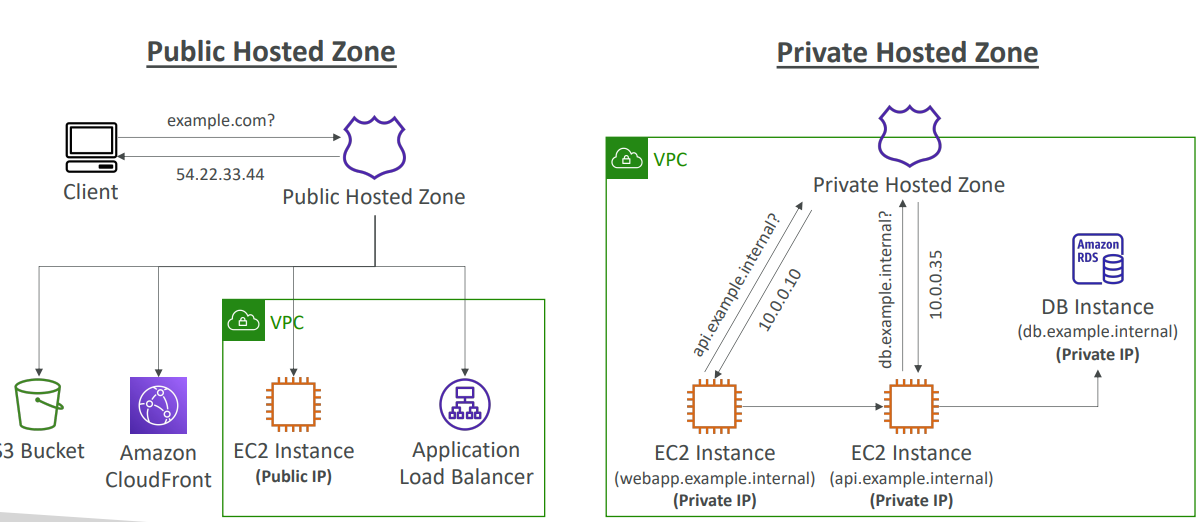 Public Hosted Zone
example.com?
54.22.33.44
Client
Public Hosted Zone
VPC
S3 Bucket
Amazon
CloudFront
EC2 Instance
(Public IP)
Application
Load Balancer
Private Hosted Zone
VPC
Private Hosted Zone
api.example.internal?
10.0.0.10
db.example.internal?
10.0.0.35
Amazon
RDS
DB Instance
(db.example.internal)
(Private IP)
EC2 Instance
(webapp.example.internal)
(Private IP)
EC2 Instance
(api.example.internal)
(Private IP)